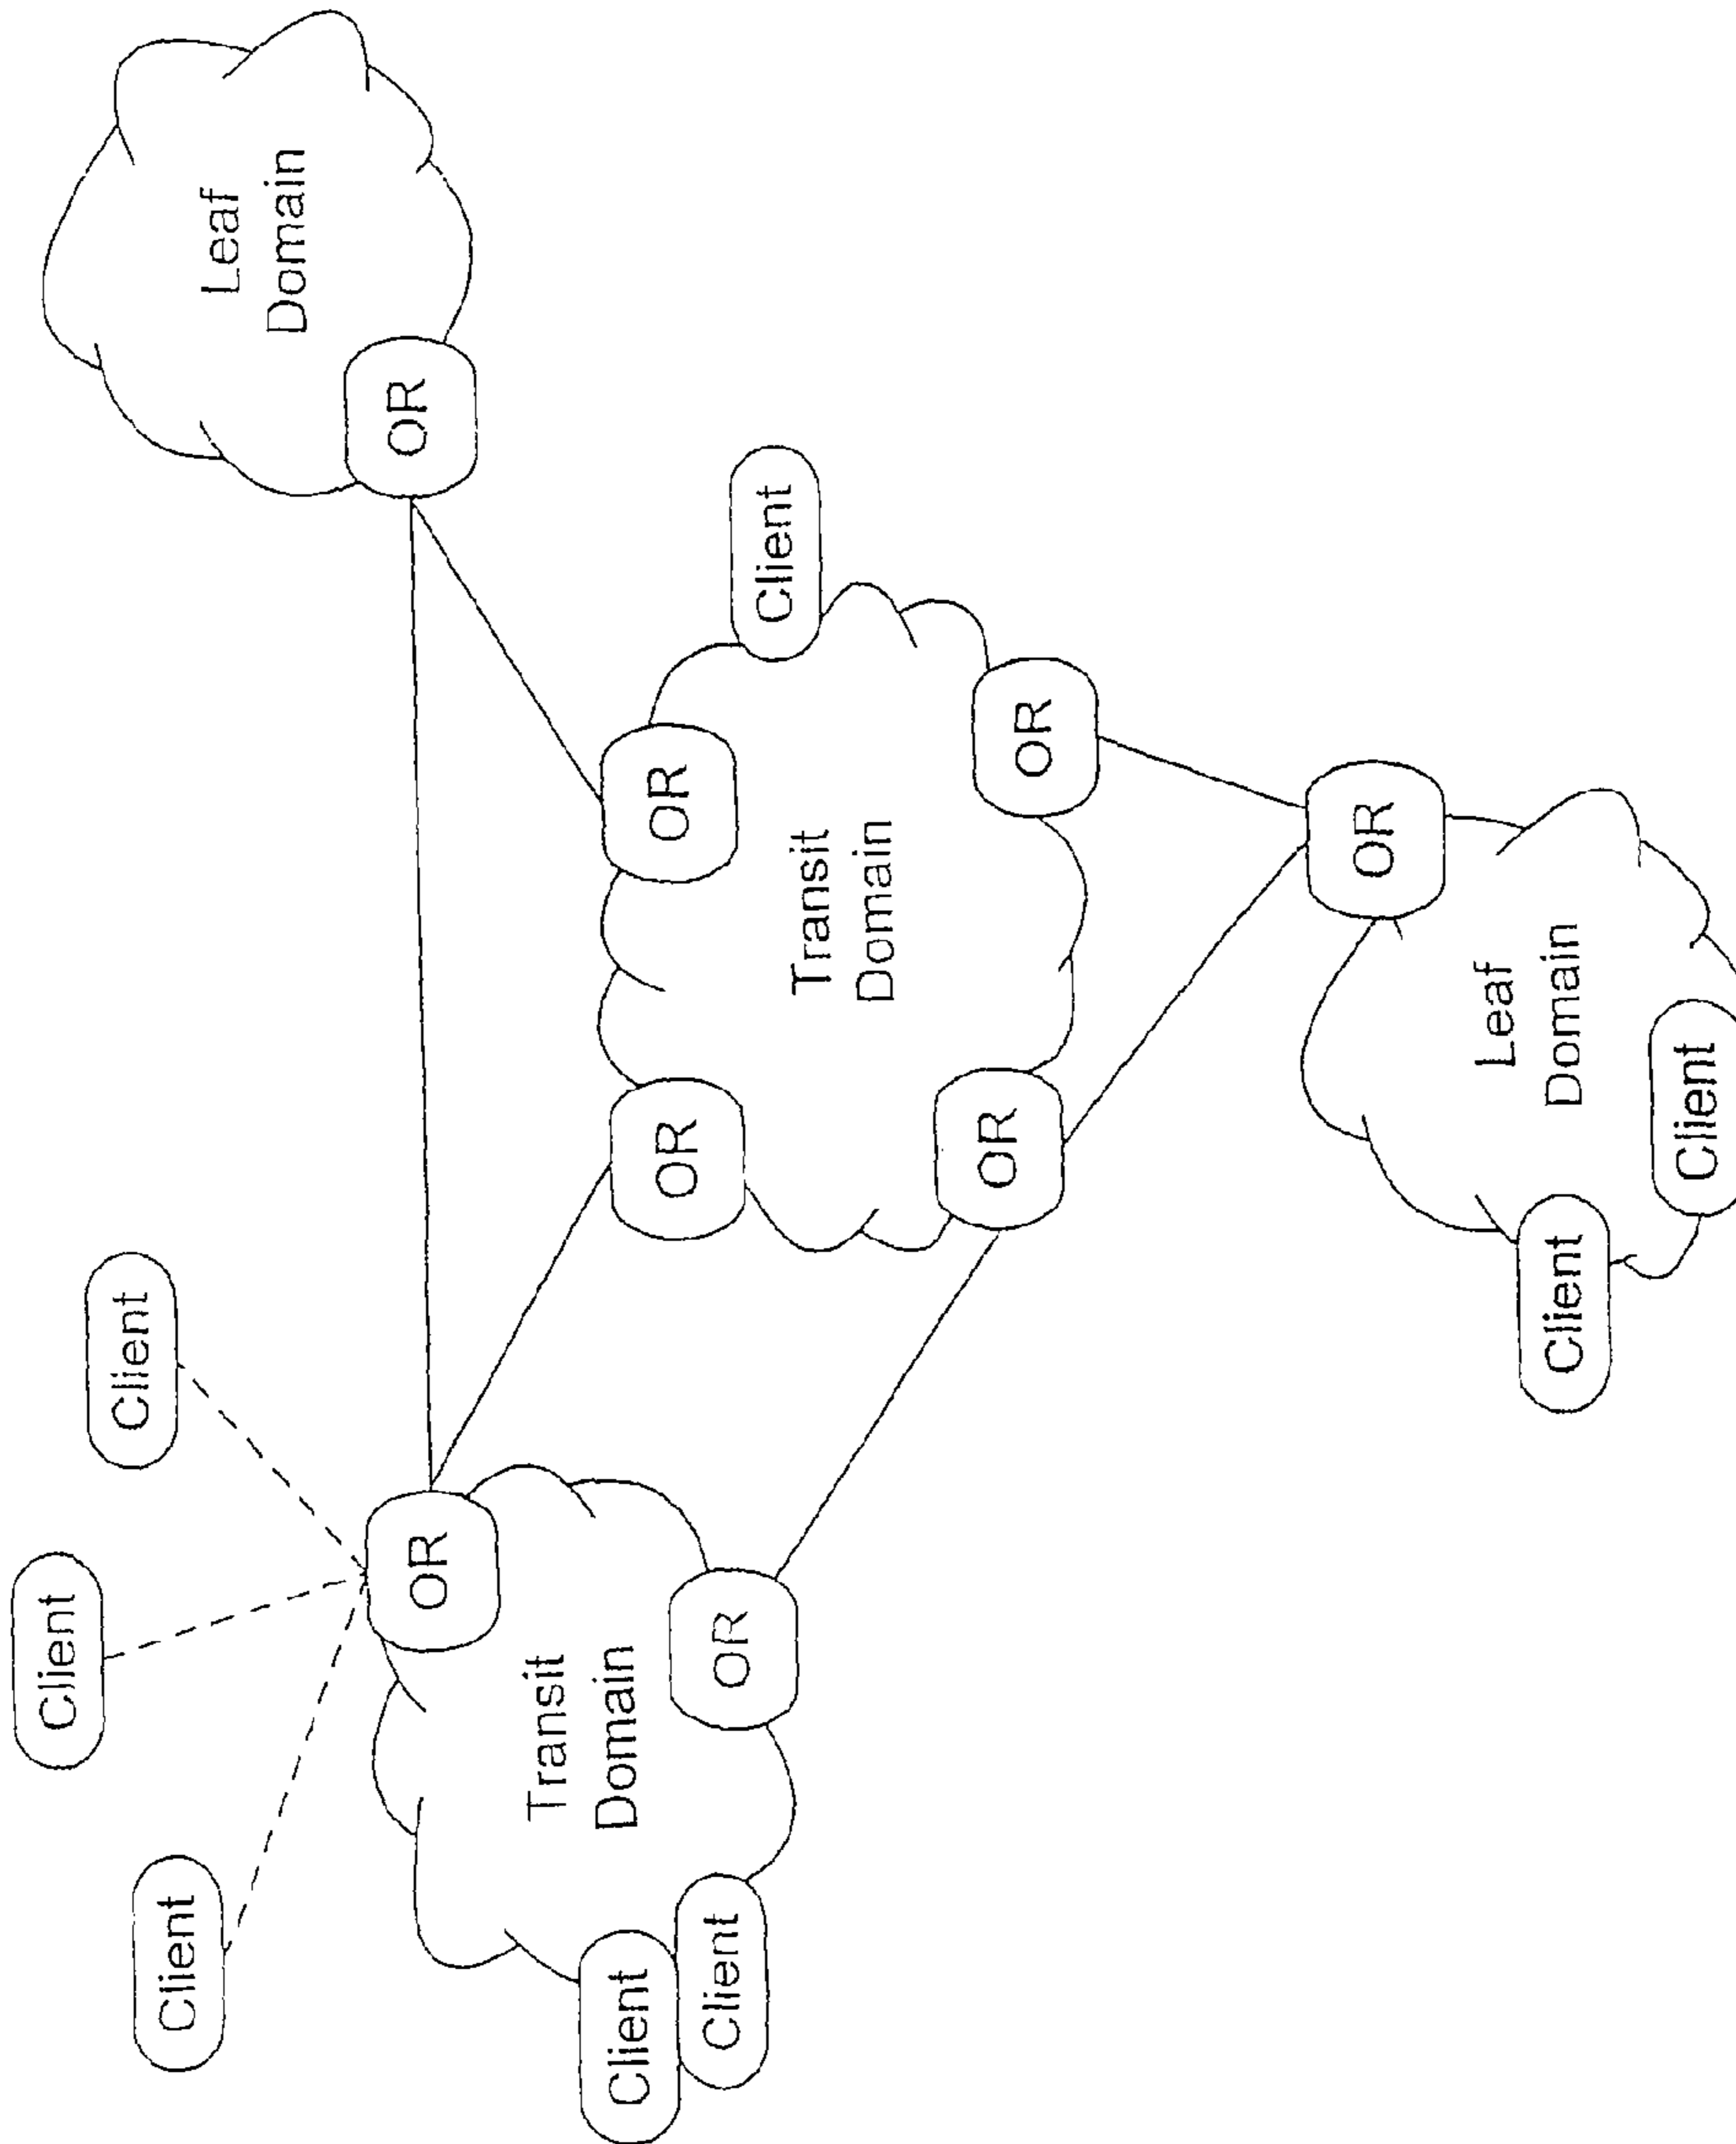 Client
Client
Client
OR
OR
Leaf
Domain
Transit
Domain
OR
Client
Client
OR
OR
Client
Transit
Domain
OR
OR
OR
Leaf
Domain
Client
Client